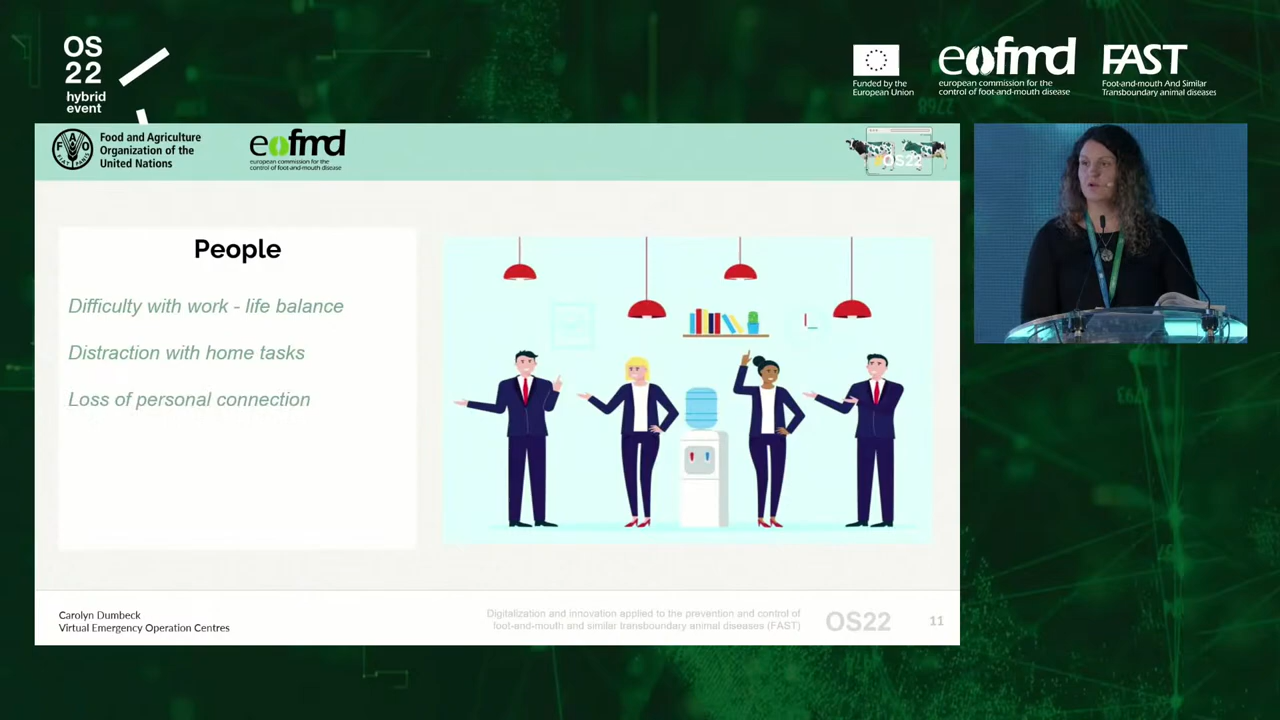 OS
22
hybrid
event
Funded by the
European Union
eofmd
european commission for the
control of foot-and-mouth disease
FAST
Foot-and-mouth And Similar
Transboundary animal diseases
FAO
Food and Agriculture
Organization of the
United Nations
eofmd
european commission for the
control of foot-and-mouth disease
#OS22
People
Difficulty with work - life balance
Distraction with home tasks
Loss of personal connection
Carolyn Dumbeck
Virtual Emergency Operation Centres
Digitalization and innovation applied to the prevention and control of
foot-and-mouth and similar transboundary animal diseases (FAST)
OS22
11